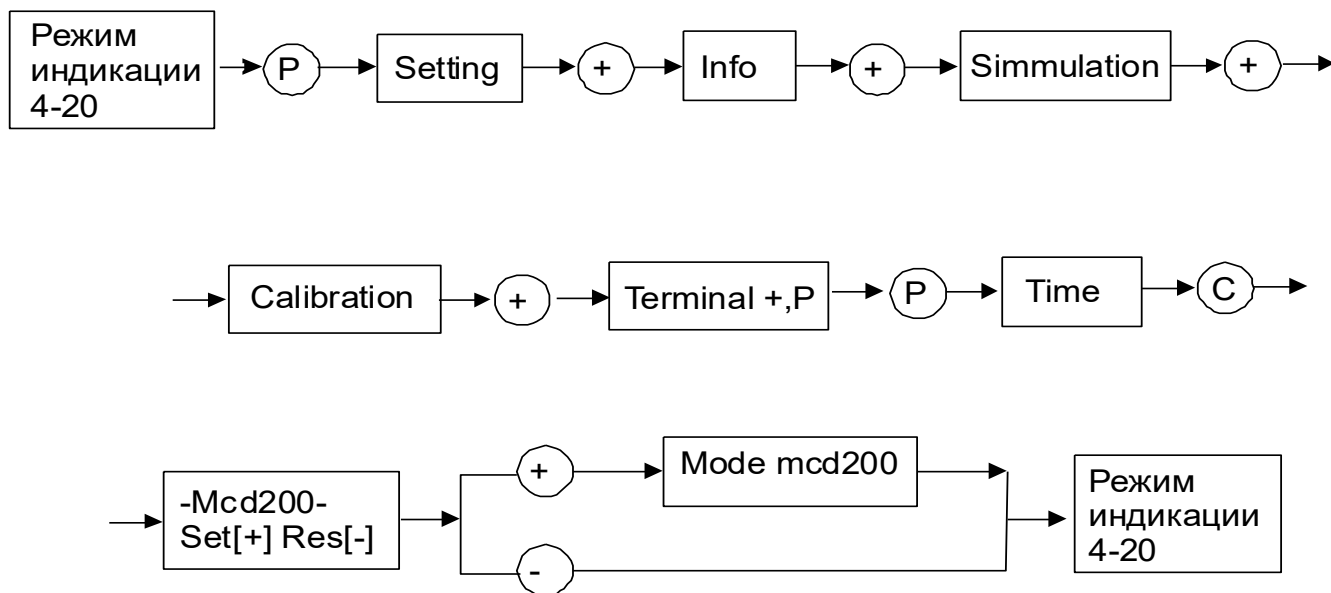 Режим
индикации
4-20
P
Setting
+
Info
+
Simmulation
+
Calibration
+
Terminal +,P
P
Time
C
-Mcd200-
Set[+] Res[-]
+
-
Mode mcd200
Режим
индикации
4-20